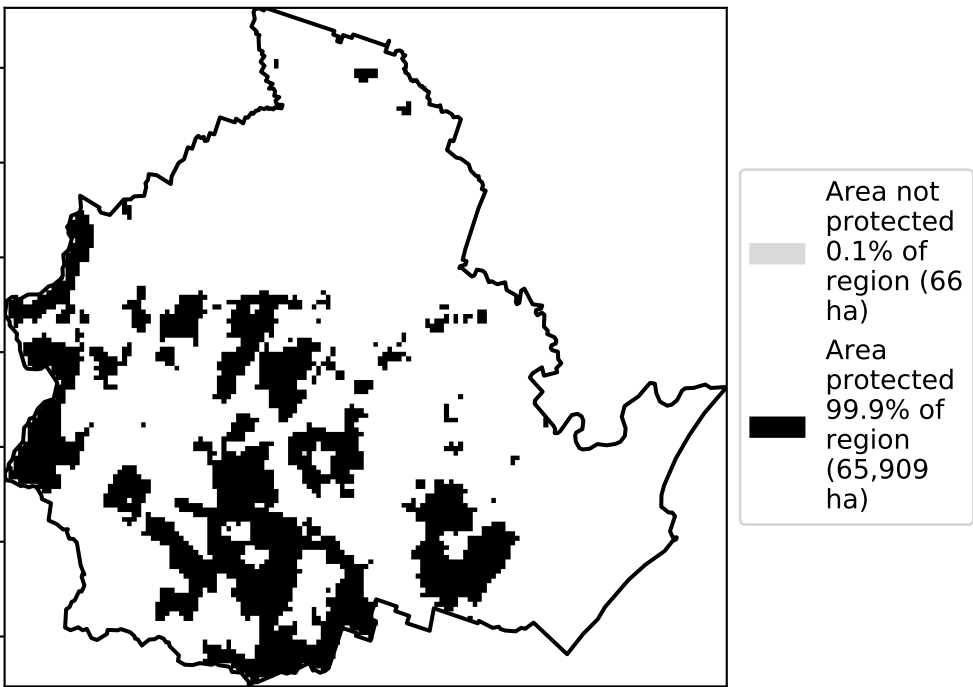 Area not
protected
0.1% of
region (66
ha)
Area
protected
99.9% of
region
(65,909
ha)